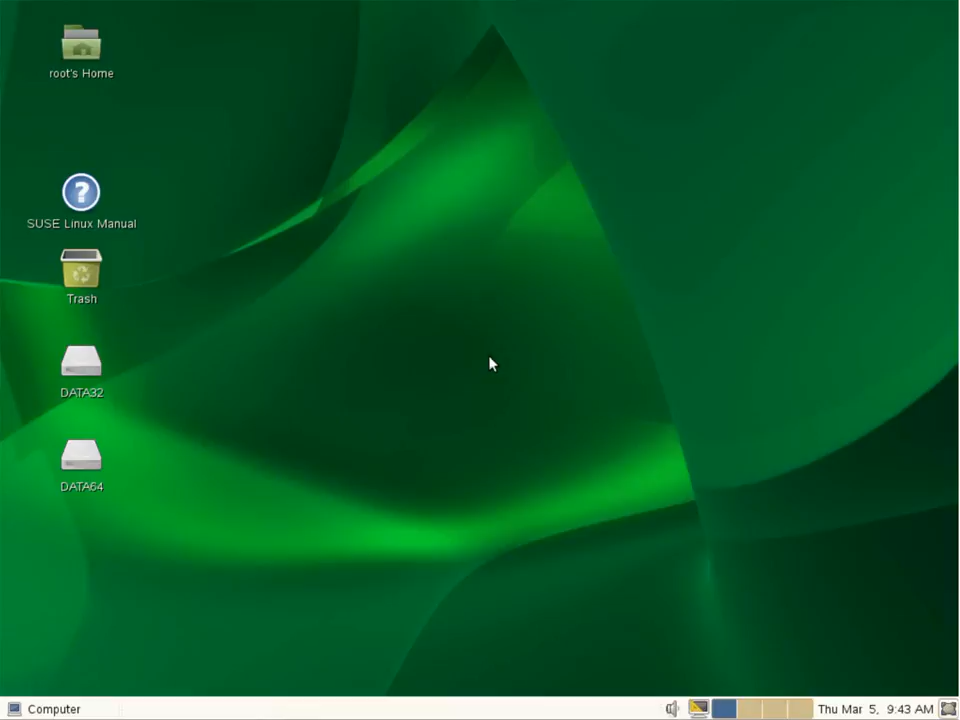 root's Home
?
SUSE Linux Manual
Trash
DATA32
DATA64
Computer
Thu Mar 5, 9:43 AM